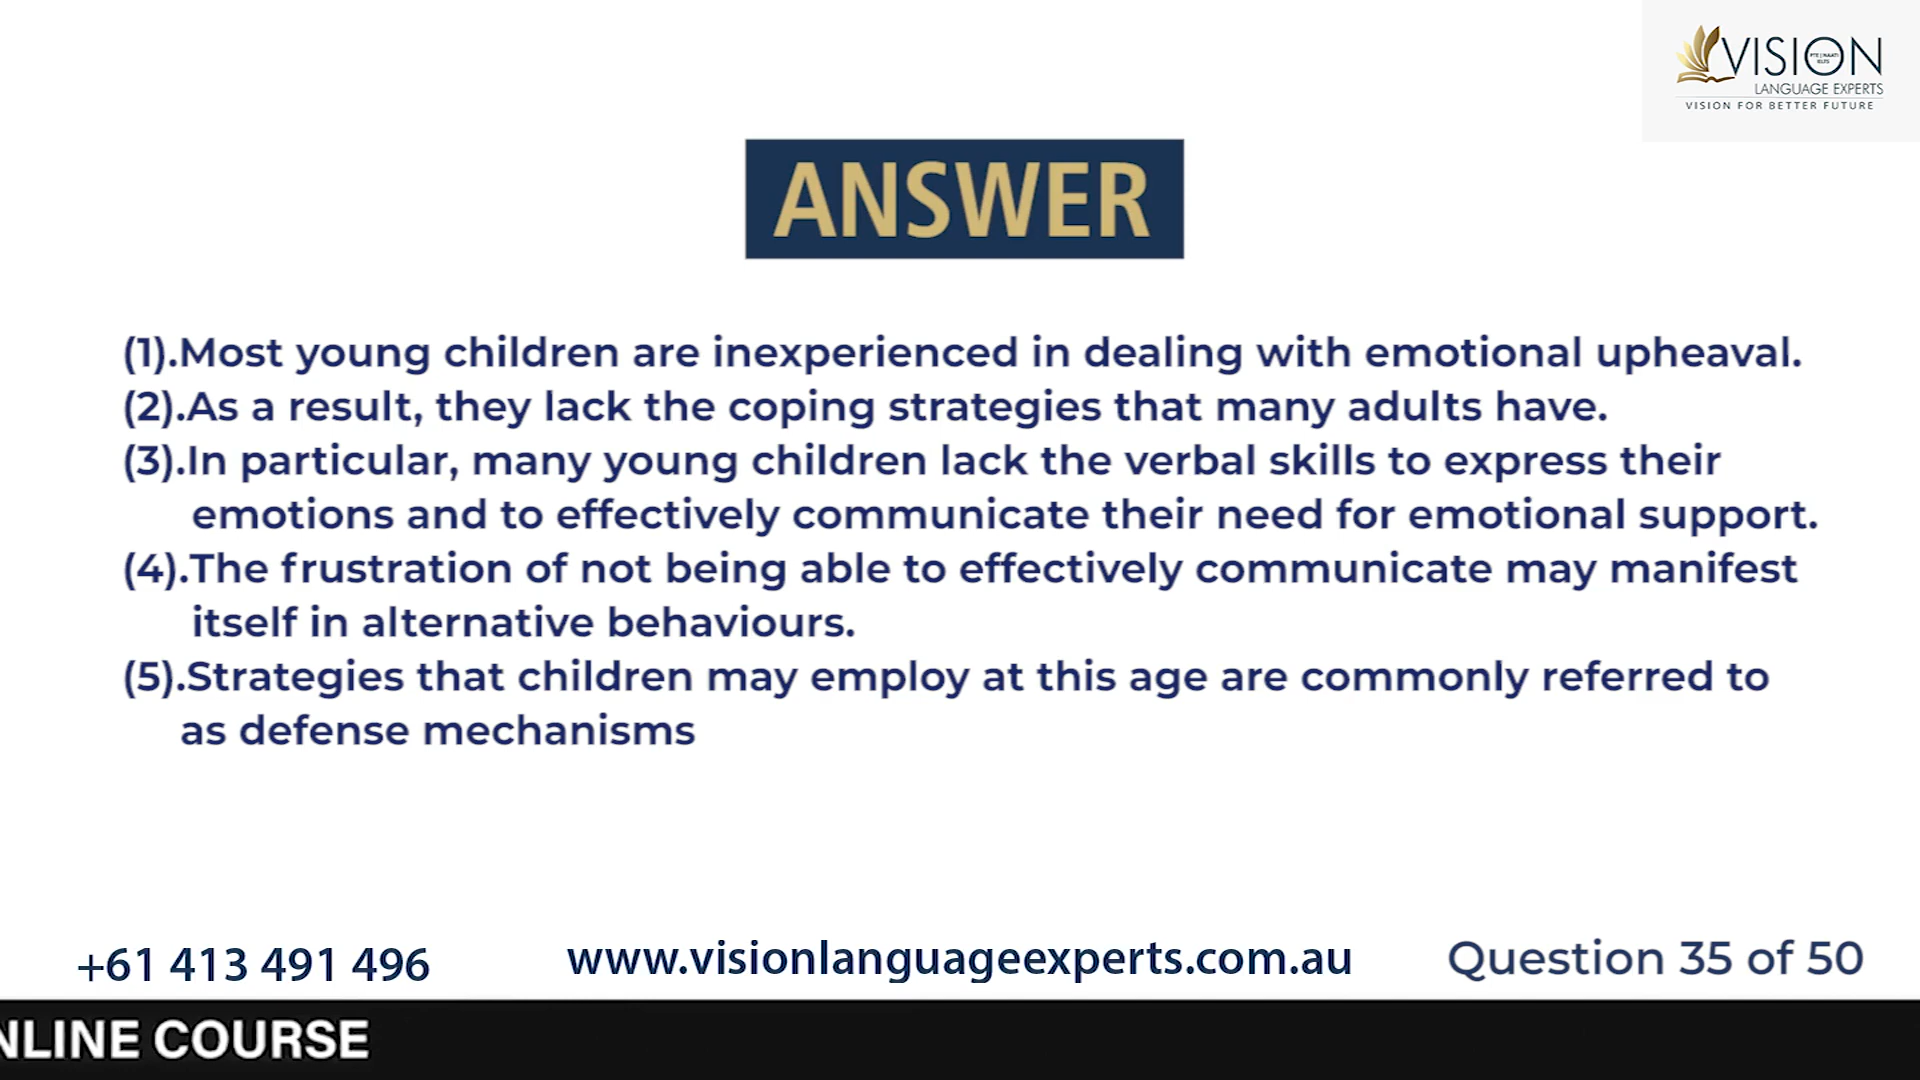 VISION
LANGUAGE EXPERTS
VISION FOR BETTER FUTURE
ANSWER
(1).Most young children are inexperienced in dealing with emotional upheaval.
(2).As a result, they lack the coping strategies that many adults have.
(3).In particular, many young children lack the verbal skills to express their
emotions and to effectively communicate their need for emotional support.
(4).The frustration of not being able to effectively communicate may manifest
itself in alternative behaviours.
(5).Strategies that children may employ at this age are commonly referred to
as defense mechanisms
+61 413 491 496
www.visionlanguageexperts.com.au
Question 35 of 50
NLINE COURSE